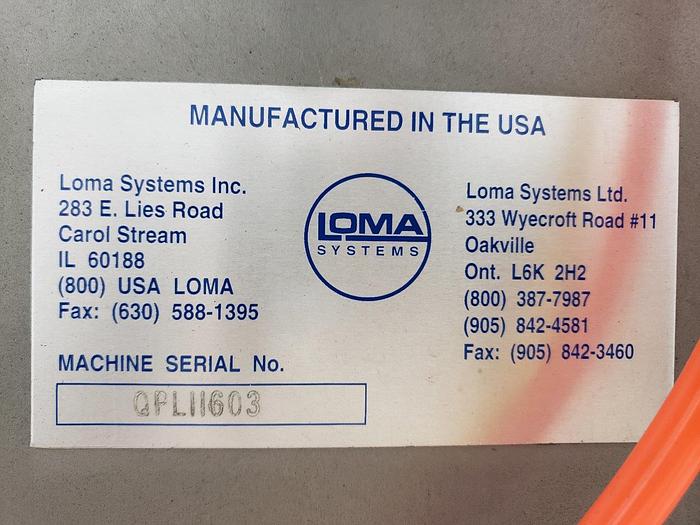 MANUFACTURED IN THE USA
Loma Systems Inc.
283 E. Lies Road
Carol Stream
IL 60188
(800) USA LOMA
Fax: (630) 588-1395
LOMA
SYSTEMS
Loma Systems Ltd.
333 Wyecroft Road #11
Oakville
Ont. L6K 2H2
(800) 387-7987
(905) 842-4581
Fax: (905) 842-3460
MACHINE SERIAL No.
QPL11603